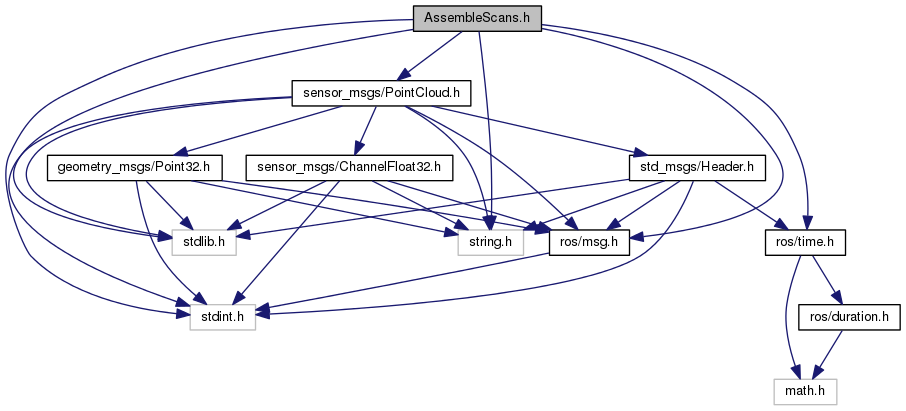 AssembleScans.h
sensor_msgs/PointCloud.h
geometry_msgs/Point32.h
sensor_msgs/ChannelFloat32.h
std_msgs/Header.h
stdlib.h
string.h
ros/msg.h
ros/time.h
stdint.h
ros/duration.h
math.h